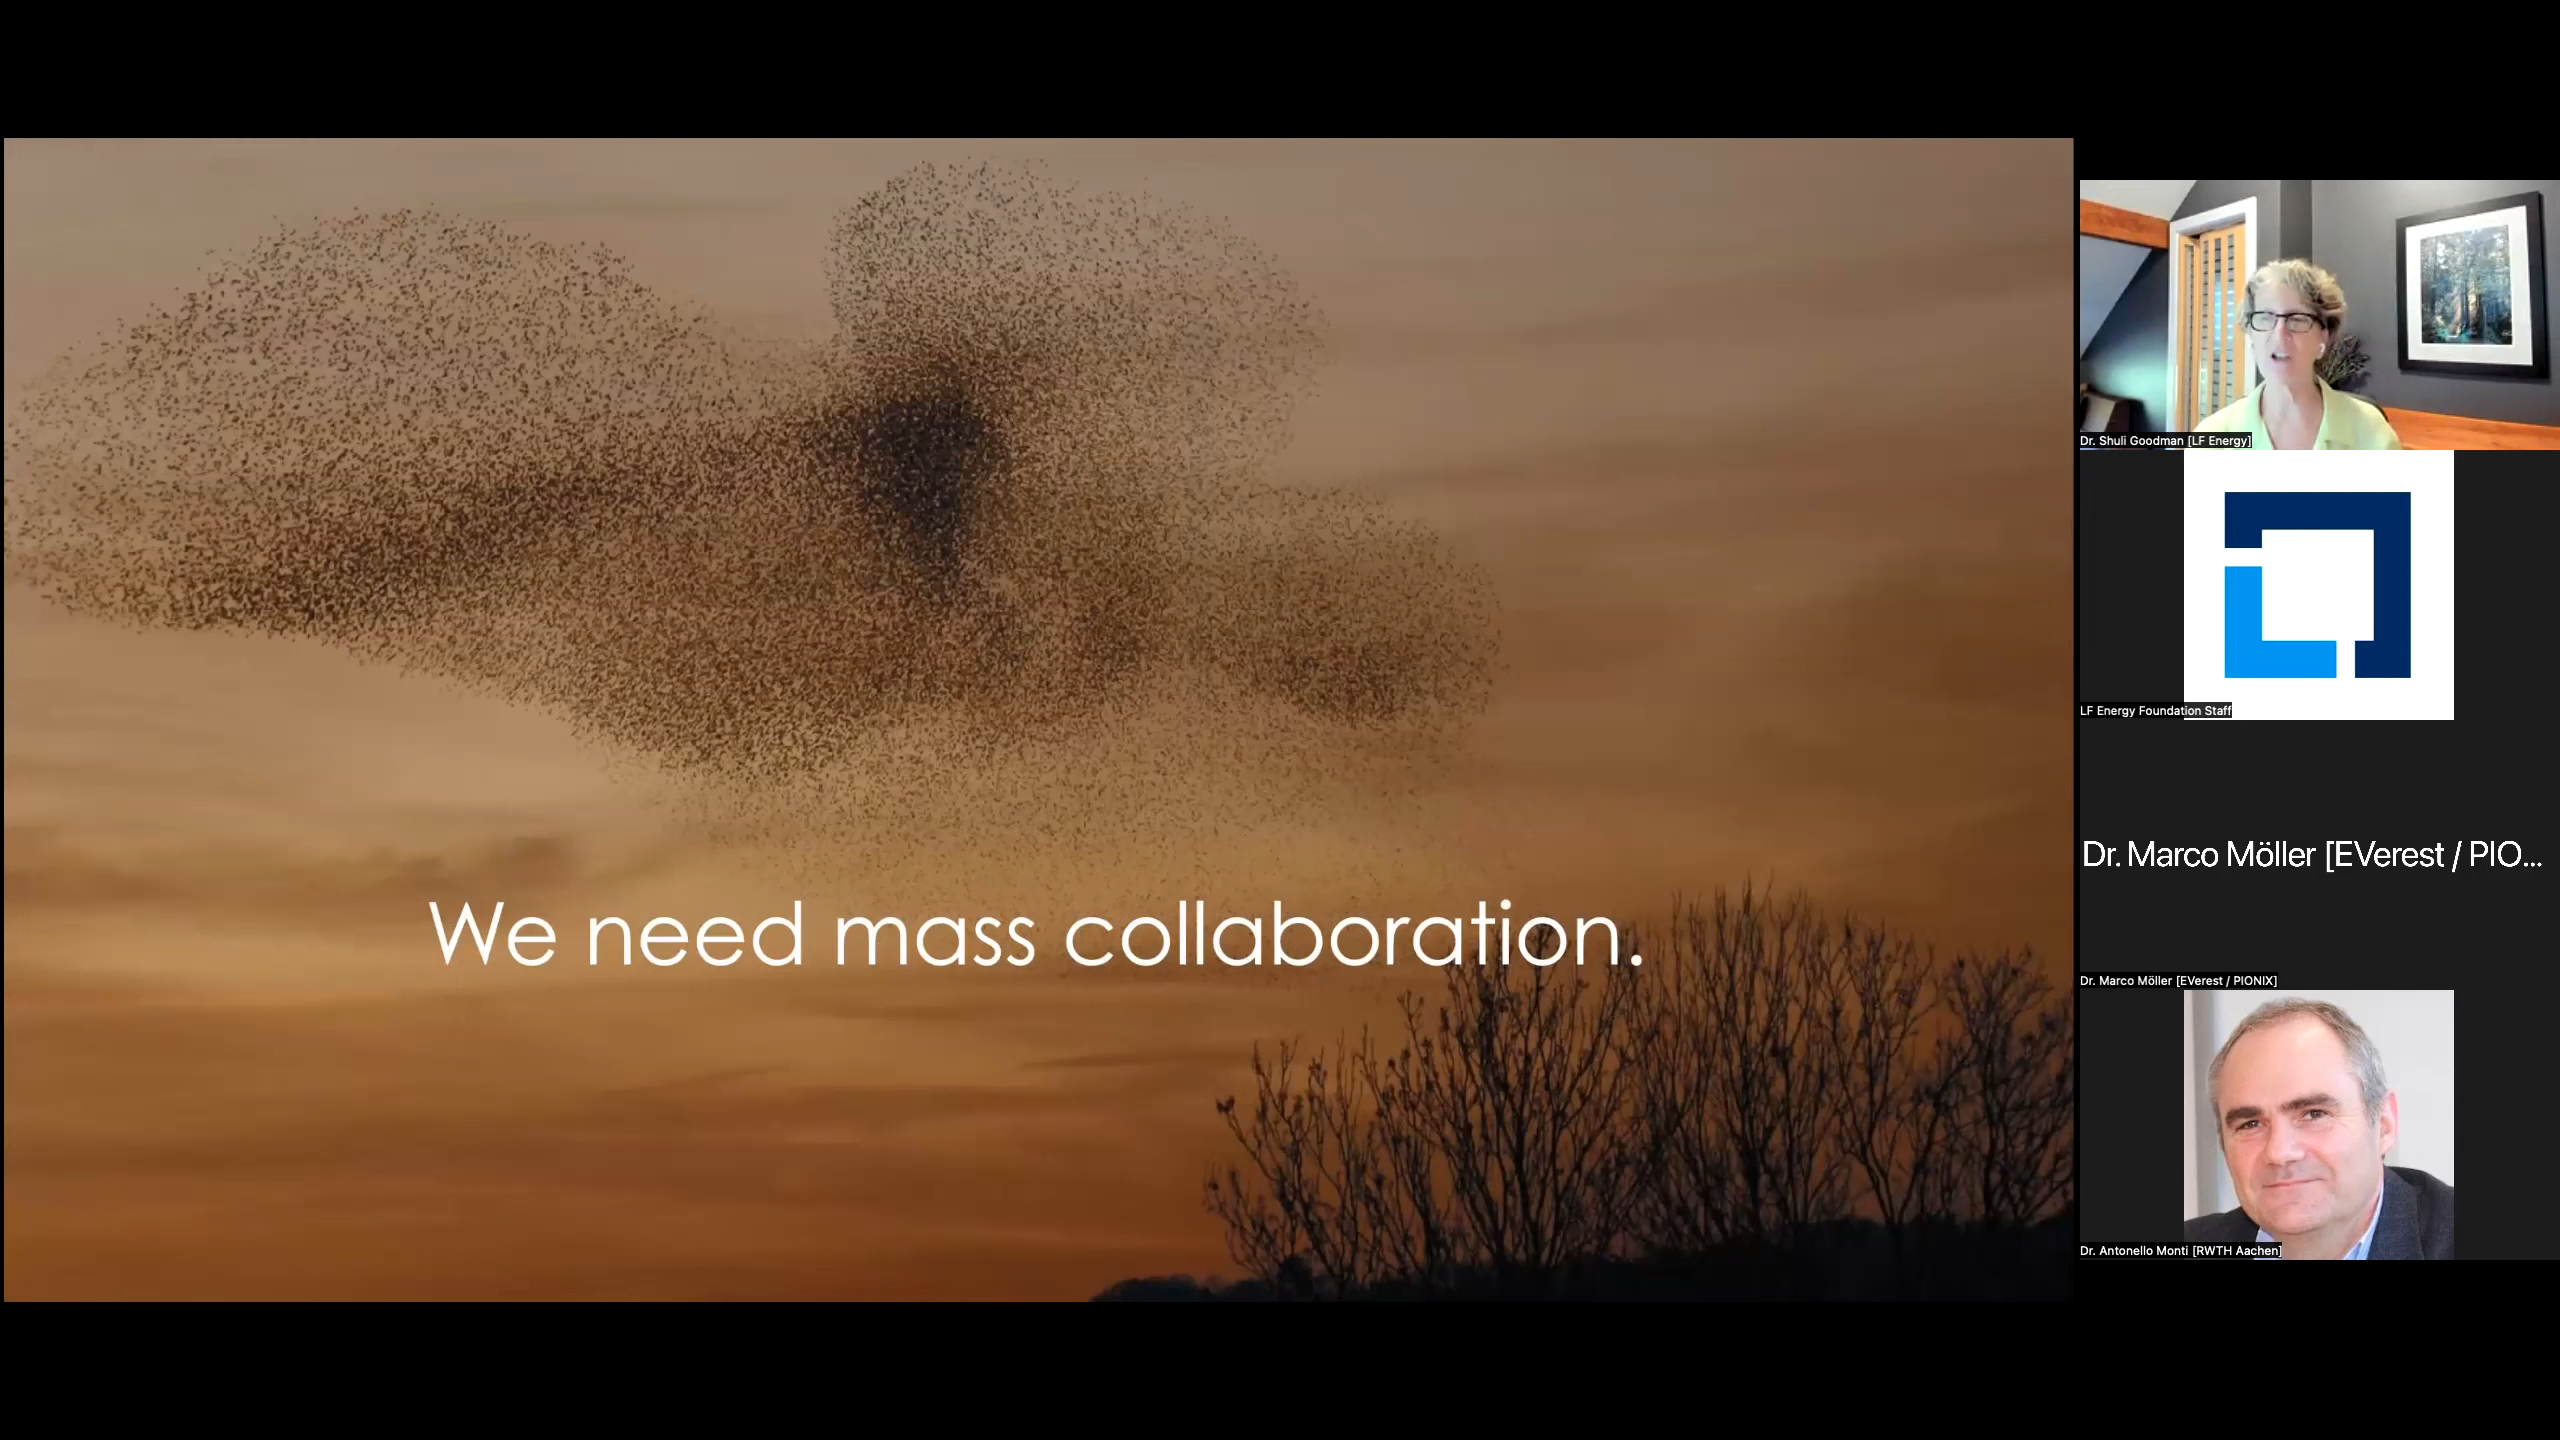 We need mass collaboration.
Dr. Shuli Goodman [LF Energy]
LF Energy Foundation Staff
Dr. Marco Möller [EVerest / PIO...
Dr. Marco Möller [EVerest / PIONIX]
Dr. Antonello Monti [RWTH Aachen]